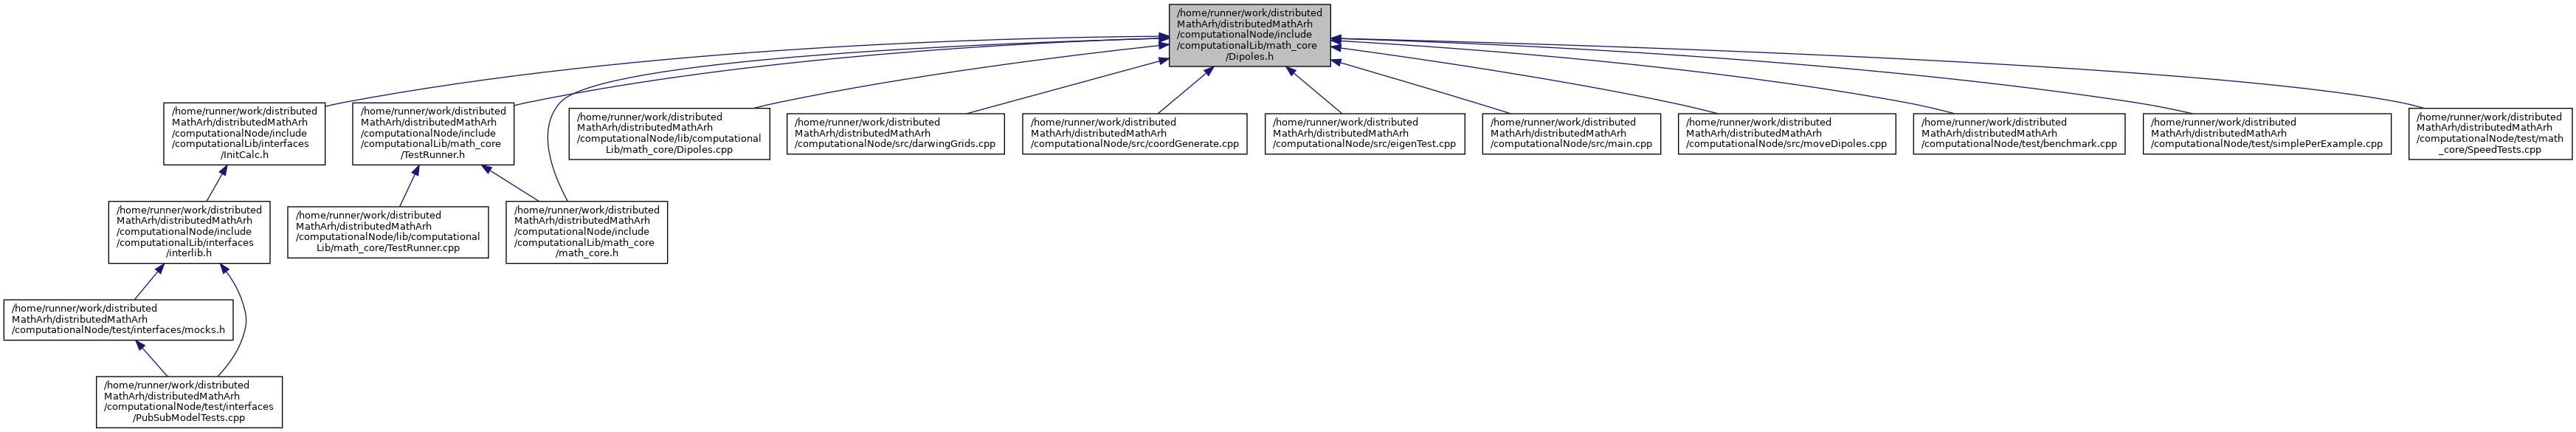 /home/runner/work/distributed
MathArh/distributedMathArh
/computationalNode/include
/computationalLib/math_core
/Dipoles.h
/home/runner/work/distributed
MathArh/distributedMathArh
/computationalNode/include
/computationalLib/interfaces
/InitCalc.h
/home/runner/work/distributed
MathArh/distributedMathArh
/computationalNode/include
/computationalLib/math_core
/TestRunner.h
/home/runner/work/distributed
MathArh/distributedMathArh
/computationalNode/lib/computational
Lib/math_core/Dipoles.cpp
/home/runner/work/distributed
MathArh/distributedMathArh
/computationalNode/src/darwingGrids.cpp
/home/runner/work/distributed
MathArh/distributedMathArh
/computationalNode/src/coordGenerate.cpp
/home/runner/work/distributed
MathArh/distributedMathArh
/computationalNode/src/eigenTest.cpp
/home/runner/work/distributed
MathArh/distributedMathArh
/computationalNode/src/main.cpp
/home/runner/work/distributed
MathArh/distributedMathArh
/computationalNode/src/moveDipoles.cpp
/home/runner/work/distributed
MathArh/distributedMathArh
/computationalNode/test/benchmark.cpp
/home/runner/work/distributed
MathArh/distributedMathArh
/computationalNode/test/simplePerExample.cpp
/home/runner/work/distributed
MathArh/distributedMathArh
/computationalNode/test/math
_core/SpeedTests.cpp
/home/runner/work/distributed
MathArh/distributedMathArh
/computationalNode/include
/computationalLib/interfaces
/interlib.h
/home/runner/work/distributed
MathArh/distributedMathArh
/computationalNode/lib/computational
Lib/math_core/TestRunner.cpp
/home/runner/work/distributed
MathArh/distributedMathArh
/computationalNode/include
/computationalLib/math_core
/math_core.h
/home/runner/work/distributed
MathArh/distributedMathArh
/computationalNode/test/interfaces/mocks.h
/home/runner/work/distributed
MathArh/distributedMathArh
/computationalNode/test/interfaces
/PubSubModelTests.cpp